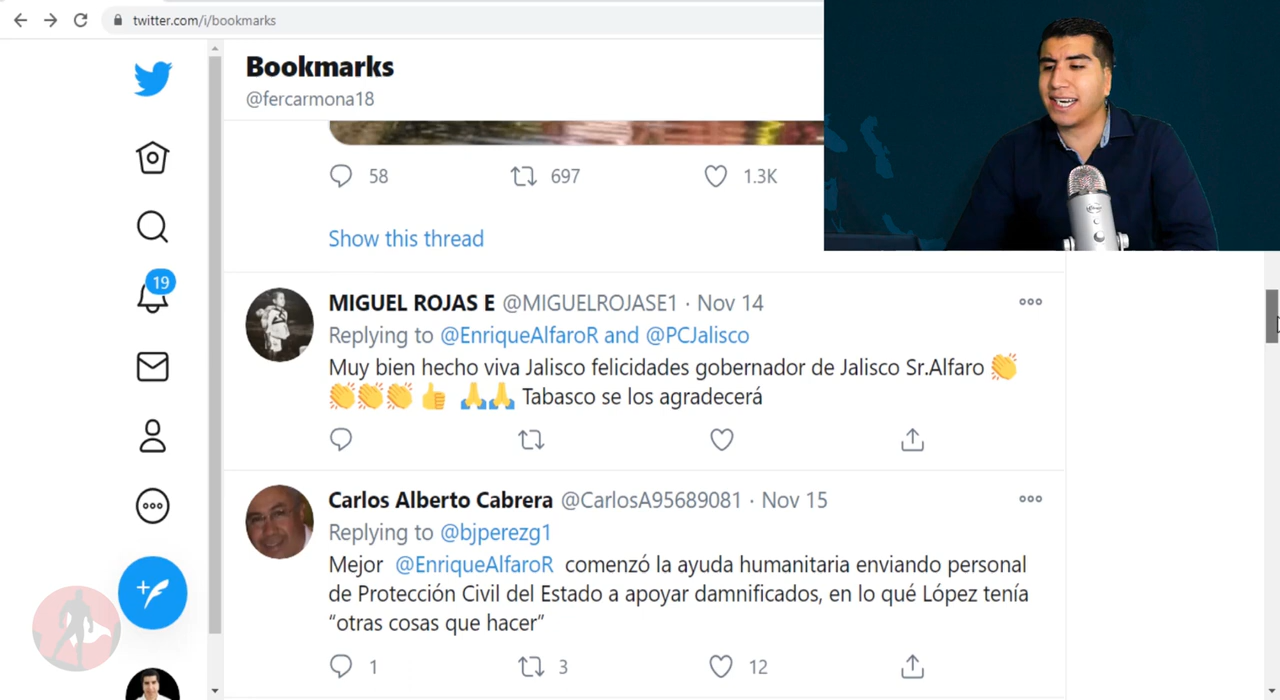 twitter.com/i/bookmarks
Bookmarks
@fercarmona18
58 697 1.3K
Show this thread
19
MIGUEL ROJAS E @MIGUELROJASE1 · Nov 14
Replying to @EnriqueAlfaroR and @PCJalisco
Muy bien hecho viva Jalisco felicidades gobernador de Jalisco Sr.Alfaro 👏
👏👏👏👍 🙏🙏 Tabasco se los agradecerá
Carlos Alberto Cabrera @CarlosA95689081 · Nov 15
Replying to @bjperezg1
Mejor @EnriqueAlfaroR comenzó la ayuda humanitaria enviando personal
de Protección Civil del Estado a apoyar damnificados, en lo qué López tenía
“otras cosas que hacer”
1 3 12